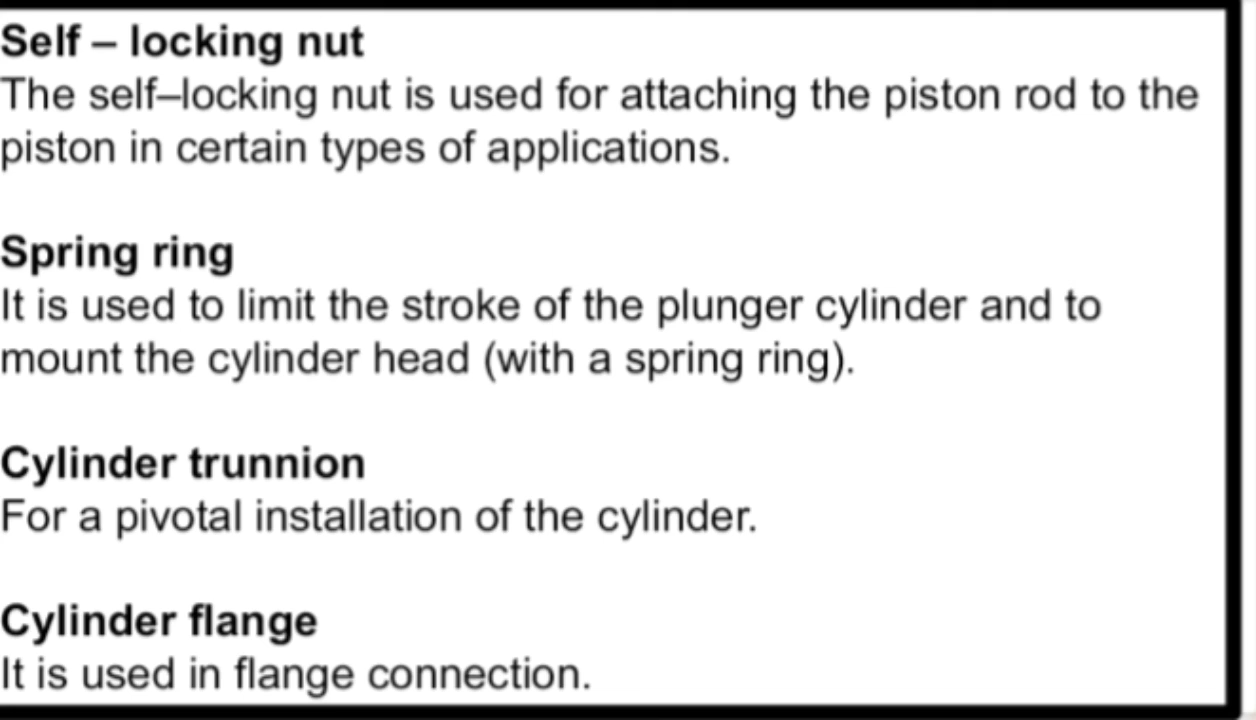 Self – locking nut
The self–locking nut is used for attaching the piston rod to the
piston in certain types of applications.
Spring ring
It is used to limit the stroke of the plunger cylinder and to
mount the cylinder head (with a spring ring).
Cylinder trunnion
For a pivotal installation of the cylinder.
Cylinder flange
It is used in flange connection.